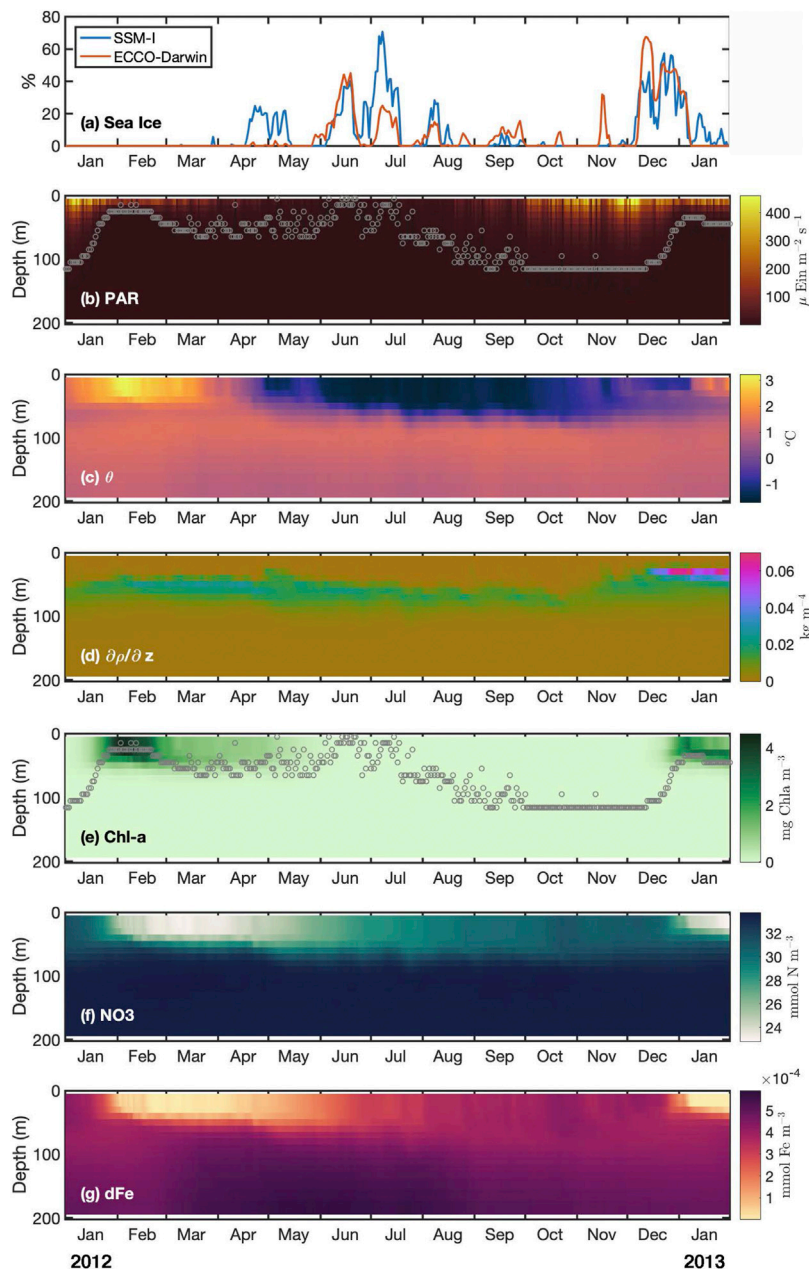 80
60
40
20
0
%
SSM-I
ECCO-Darwin
(a) Sea Ice
Jan Feb Mar Apr May Jun Jul Aug Sep Oct Nov Dec Jan
0
100
200
Depth (m)
(b) PAR
400
300
200
100
μ Ein m⁻² s⁻¹
Jan Feb Mar Apr May Jun Jul Aug Sep Oct Nov Dec Jan
0
100
200
Depth (m)
(c) θ
3
2
1
0
-1
°C
Jan Feb Mar Apr May Jun Jul Aug Sep Oct Nov Dec Jan
0
100
200
Depth (m)
(d) ∂ρ/∂ z
0.06
0.04
0.02
0
kg m⁻⁴
Jan Feb Mar Apr May Jun Jul Aug Sep Oct Nov Dec Jan
0
100
200
Depth (m)
(e) Chl-a
4
2
0
mg Chla m⁻³
Jan Feb Mar Apr May Jun Jul Aug Sep Oct Nov Dec Jan
0
100
200
Depth (m)
(f) NO3
32
30
28
26
24
mmol N m⁻³
Jan Feb Mar Apr May Jun Jul Aug Sep Oct Nov Dec Jan
0
100
200
Depth (m)
(g) dFe
×10⁻⁴
5
4
3
2
1
mmol Fe m⁻³
Jan Feb Mar Apr May Jun Jul Aug Sep Oct Nov Dec Jan
2012 2013